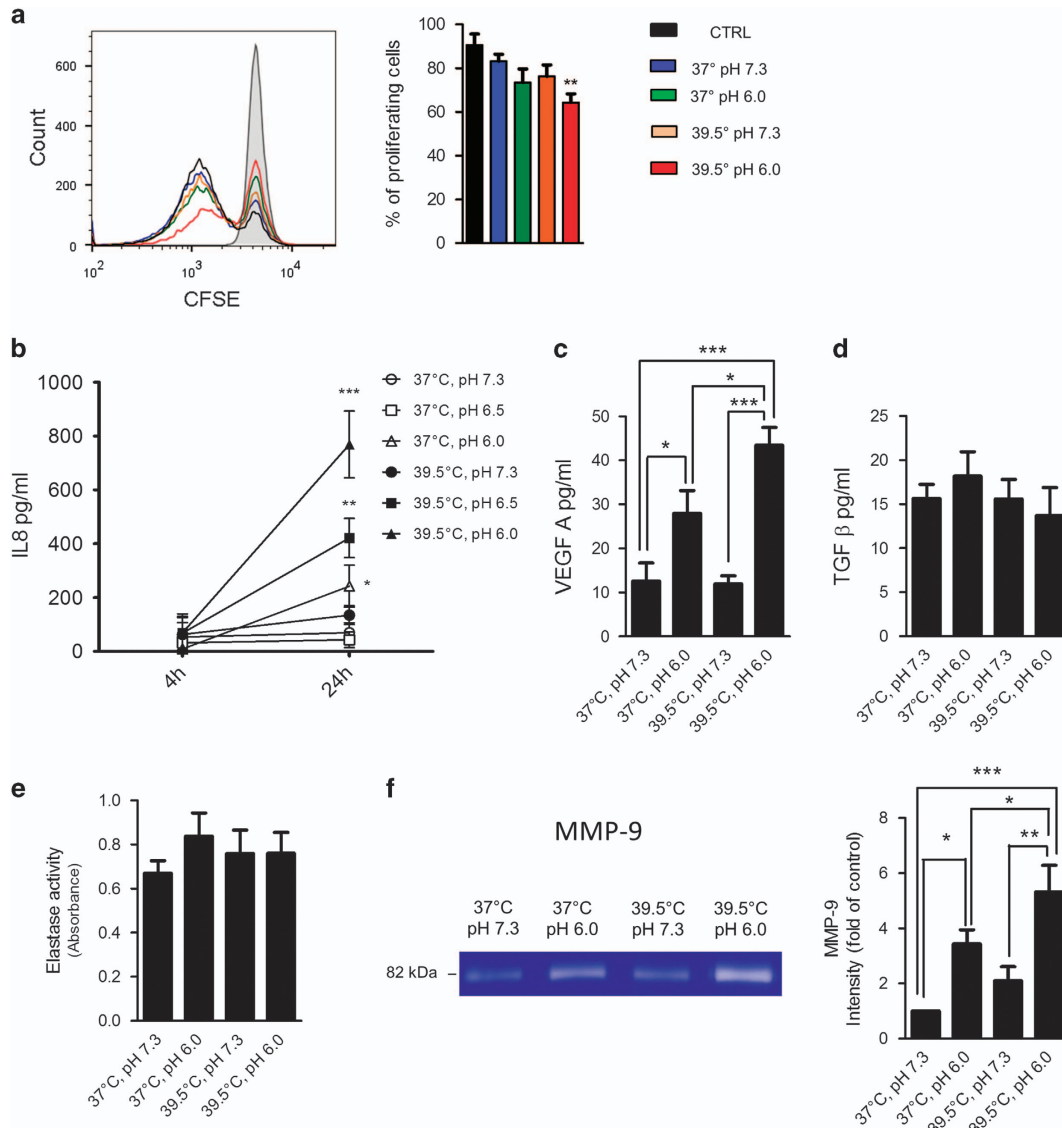 a
Count
600
400
200
0
10²
10³
10⁴
CFSE
% of proliferating cells
100
80
60
40
20
0
**
CTRL
37° pH 7.3
37° pH 6.0
39.5° pH 7.3
39.5° pH 6.0
b
IL8 pg/ml
1000
800
600
400
200
0
4h
24h
***
**
*
37°C, pH 7.3
37°C, pH 6.5
37°C, pH 6.0
39.5°C, pH 7.3
39.5°C, pH 6.5
39.5°C, pH 6.0
c
VEGF A pg/ml
50
40
30
20
10
0
***
*
***
*
37°C, pH 7.3
37°C, pH 6.0
39.5°C, pH 7.3
39.5°C, pH 6.0
d
TGF β pg/ml
25
20
15
10
5
0
37°C, pH 7.3
37°C, pH 6.0
39.5°C, pH 7.3
39.5°C, pH 6.0
e
Elastase activity
(Absorbance)
1.0
0.8
0.6
0.4
0.2
0.0
37°C, pH 7.3
37°C, pH 6.0
39.5°C, pH 7.3
39.5°C, pH 6.0
f
MMP-9
37°C 37°C 39.5°C 39.5°C
pH 7.3 pH 6.0 pH 7.3 pH 6.0
82 kDa –
MMP-9
Intensity (fold of control)
8
6
4
2
0
***
*
**
*
37°C, pH 7.3
37°C, pH 6.0
39.5°C, pH 7.3
39.5°C, pH 6.0